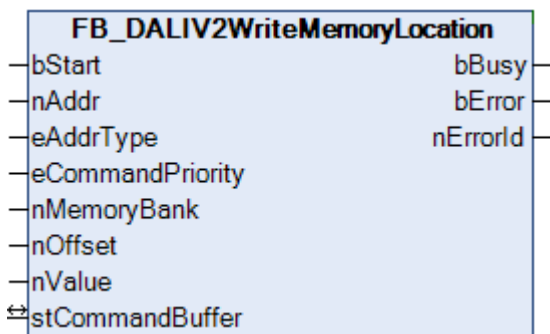 FB_DALIV2WriteMemoryLocation
bStart bBusy
nAddr bError
eAddrType nErrorId
eCommandPriority
nMemoryBank
nOffset
nValue
stCommandBuffer